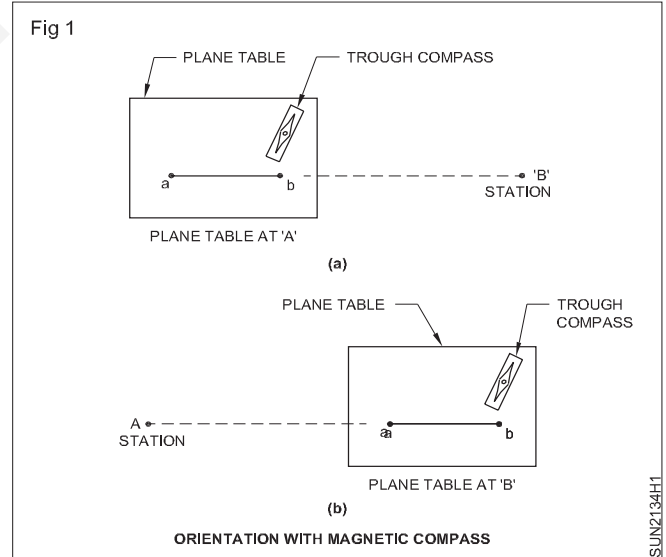 Fig 1
PLANE TABLE
TROUGH COMPASS
a
b
'B'
STATION
PLANE TABLE AT 'A'
(a)
PLANE TABLE
TROUGH
COMPASS
A
STATION
a
b
PLANE TABLE AT 'B'
(b)
ORIENTATION WITH MAGNETIC COMPASS
SUN2134H1